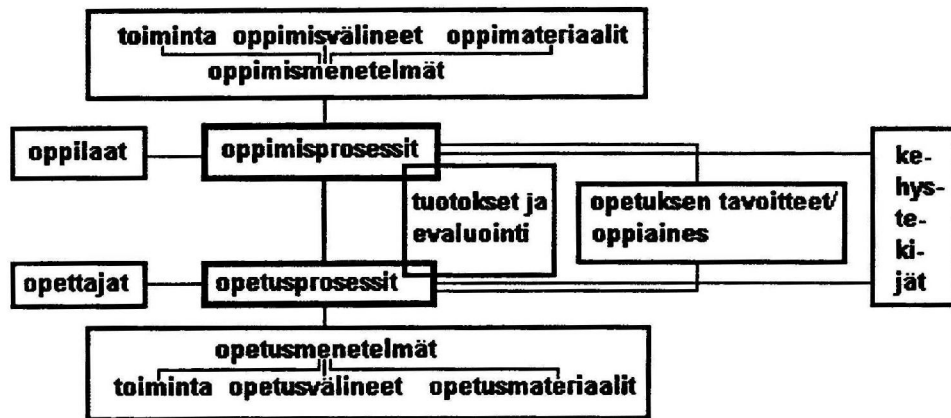 toiminta oppimisvälineet oppimateriaalit
oppimismenetelmät
oppilaat
oppimisprosessit
tuotokset ja
evaluointi
opetuksen tavoitteet/
oppiaines
ke-
hys-
te-
ki-
jät
opettajat
opetusprosessit
opetusmenetelmät
toiminta opetusvälineet opetusmateriaalit